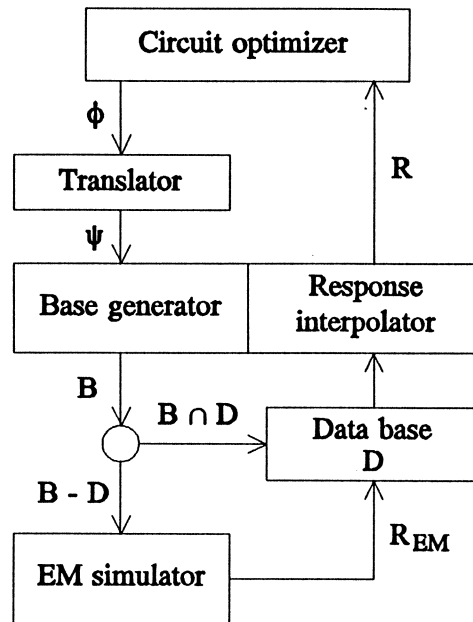 Circuit optimizer
ϕ
Translator
R
ψ
Base generator
Response
interpolator
B
B ∩ D
Data base
D
B - D
R_EM
EM simulator